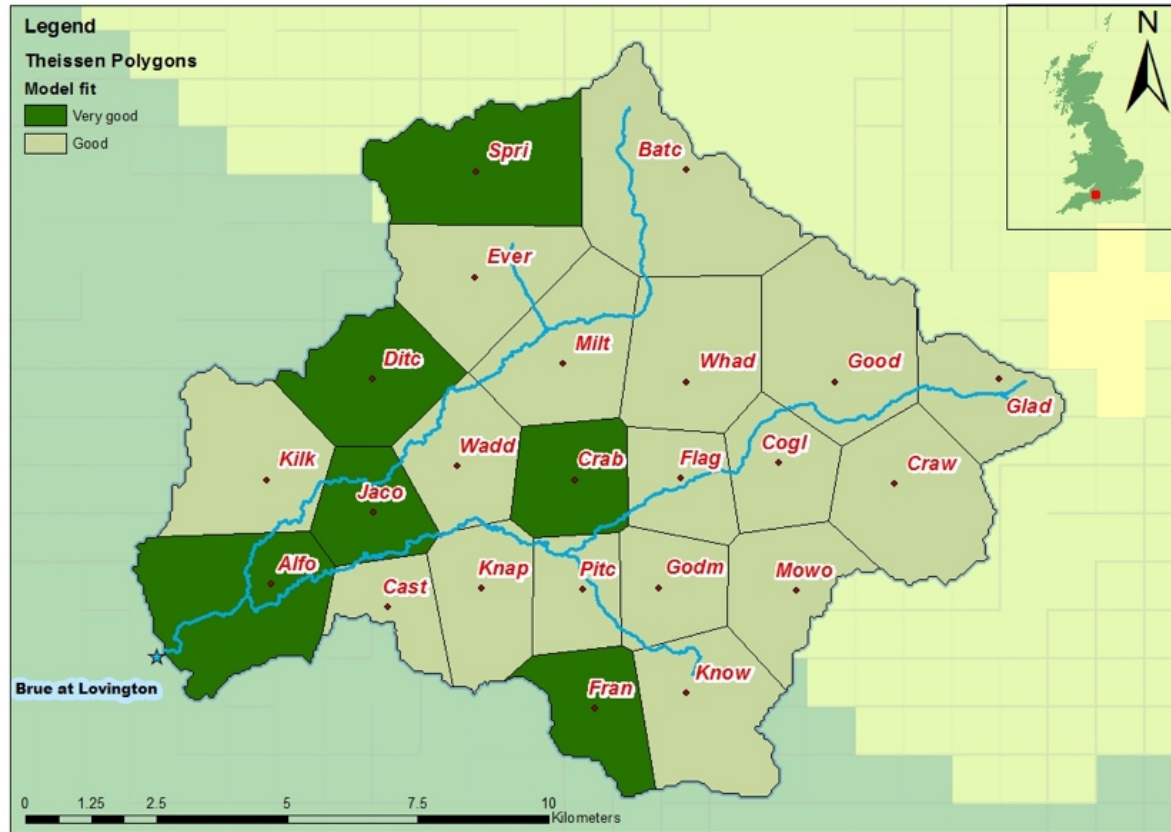 Legend
Theissen Polygons
Model fit
Very good
Good
N
Spri
Batc
Ever
Ditc
Milt
Whad
Good
Glad
Kilk
Wadd
Crab
Flag
Cogl
Craw
Jaco
Alfo
Cast
Knap
Pitc
Godm
Mowo
Fran
Know
Brue at Lovington
0 1.25 2.5 5 7.5 10
Kilometers